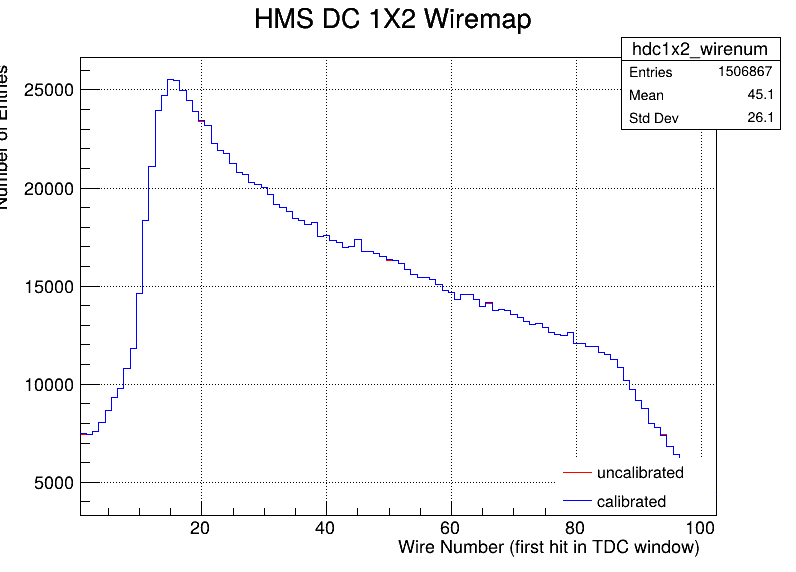 HMS DC 1X2 Wiremap
hdc1x2_wirenum
Entries 1506867
Mean 45.1
Std Dev 26.1
Number of Entries
25000
20000
15000
10000
5000
uncalibrated
calibrated
20 40 60 80 100
Wire Number (first hit in TDC window)